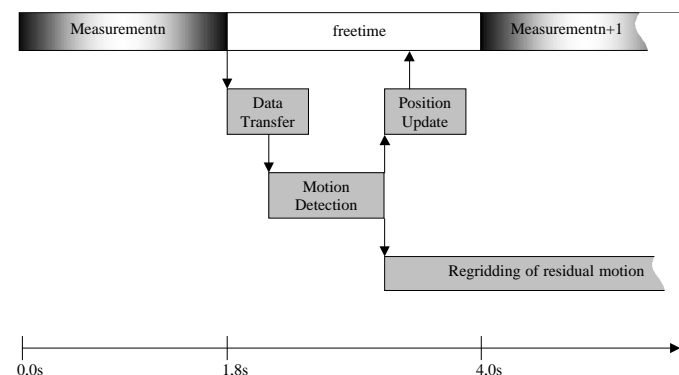 Measurementn
freetime
Measurementn+1
Data
Transfer
Position
Update
Motion
Detection
Regridding of residual motion
0.0s
1.8s
4.0s